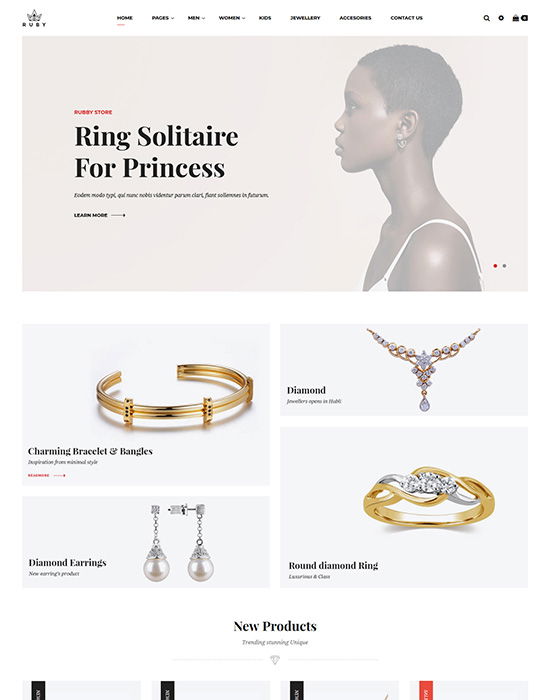 RUBY
HOME PAGES MEN WOMEN KIDS JEWELLERY ACCESORIES CONTACT US
0
RUBBY STORE
Ring Solitaire
For Princess
Eodem modo typi, qui nunc nobis videntur parum clari, fiant sollemnes in futurum.
LEARN MORE
Charming Bracelet & Bangles
Inspiration from minimal style
READMORE
Diamond
Jewellers opens in Hubli
Diamond Earrings
New earring's product
Round diamond Ring
Luxurious & Class
New Products
Trending stunning Unique